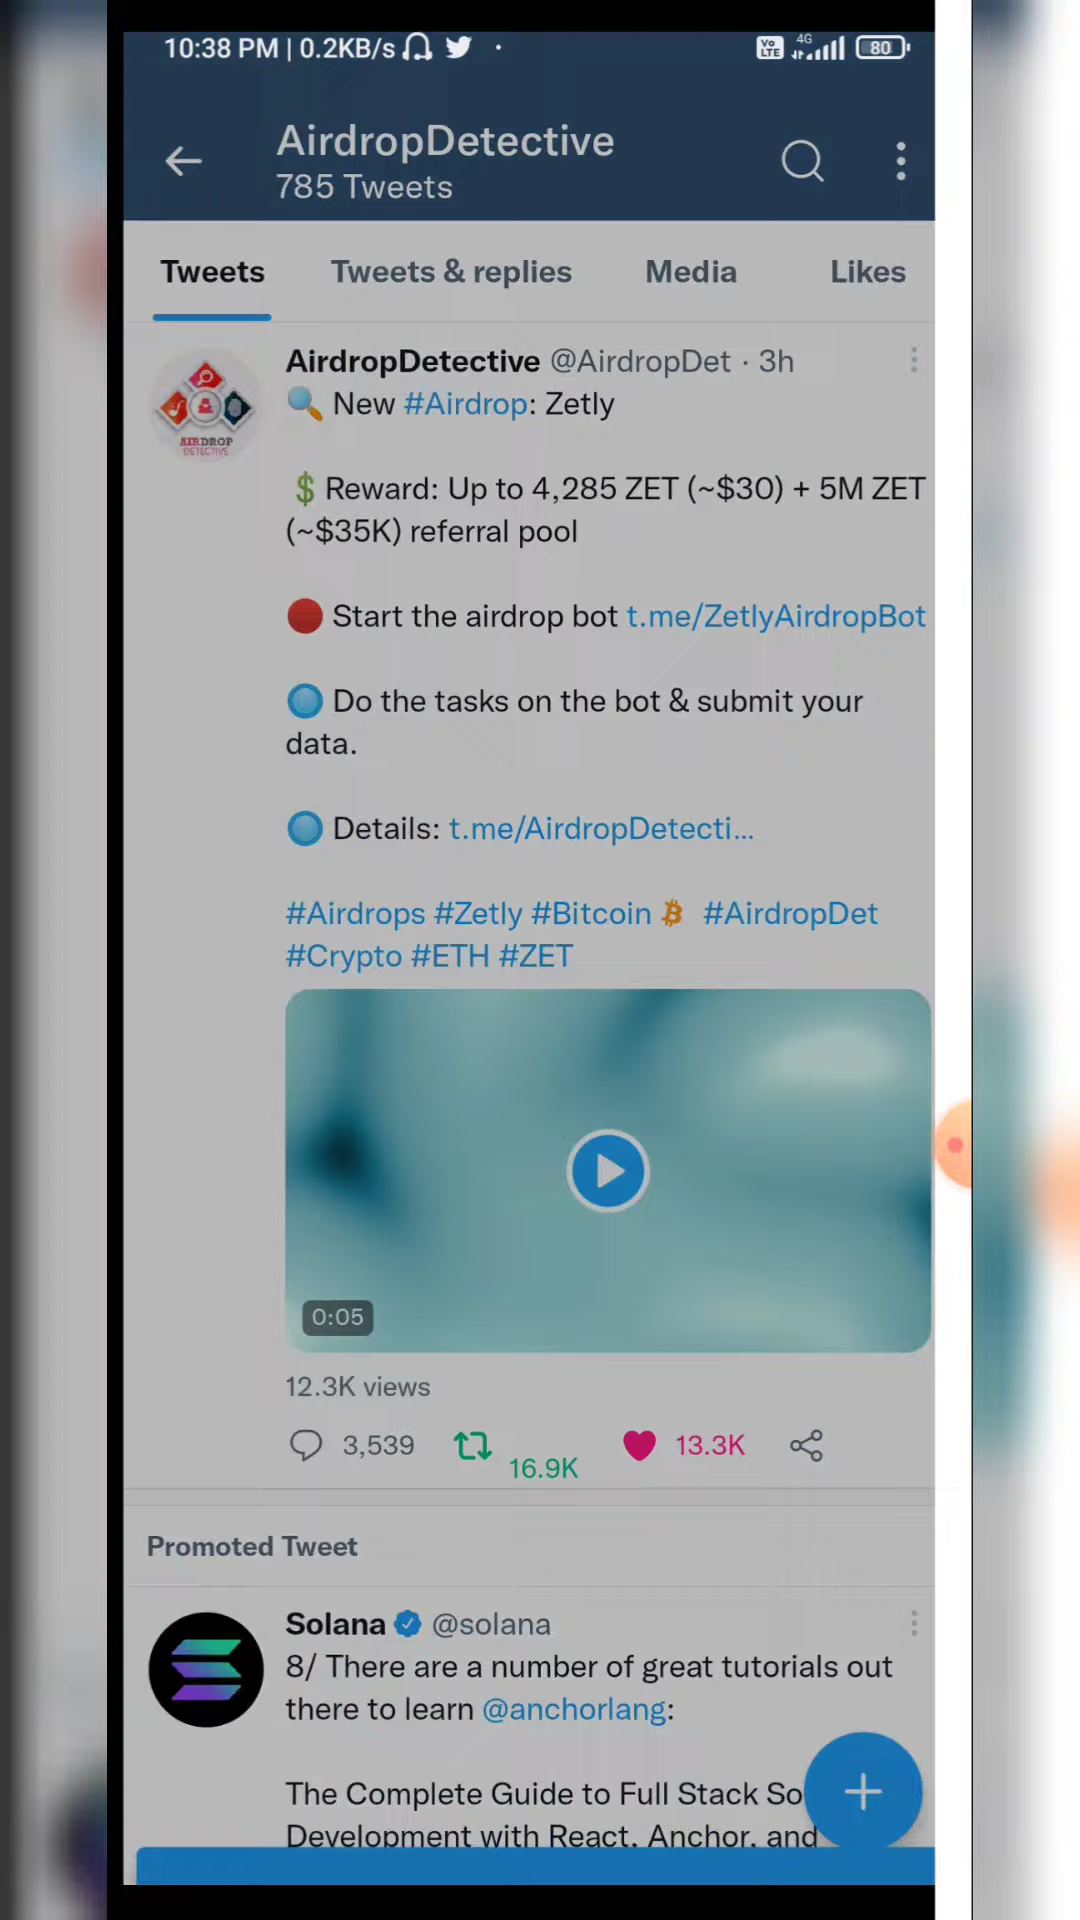 10:38 PM | 0.2KB/s
Vo LTE 4G 80
AirdropDetective
785 Tweets
Tweets Tweets & replies Media Likes
AirdropDetective @AirdropDet · 3h
🔍 New #Airdrop: Zetly
💲 Reward: Up to 4,285 ZET (~$30) + 5M ZET
(~$35K) referral pool
🔴 Start the airdrop bot t.me/ZetlyAirdropBot
🔵 Do the tasks on the bot & submit your
data.
🔵 Details: t.me/AirdropDetecti...
#Airdrops #Zetly #Bitcoin #AirdropDet
#Crypto #ETH #ZET
AIRDROP
DETECTIVE
0:05
12.3K views
3,539 16.9K 13.3K
Promoted Tweet
Solana @solana
8/ There are a number of great tutorials out
there to learn @anchorlang:
The Complete Guide to Full Stack So
Development with React, Anchor, and